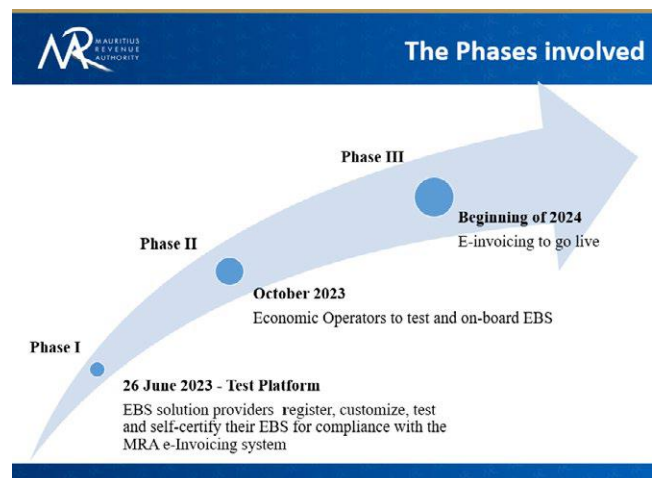 MAURITIUS
REVENUE
AUTHORITY
The Phases involved
Phase III
Beginning of 2024
E-invoicing to go live
Phase II
October 2023
Economic Operators to test and on-board EBS
Phase I
26 June 2023 - Test Platform
EBS solution providers register, customize, test
and self-certify their EBS for compliance with the
MRA e-Invoicing system